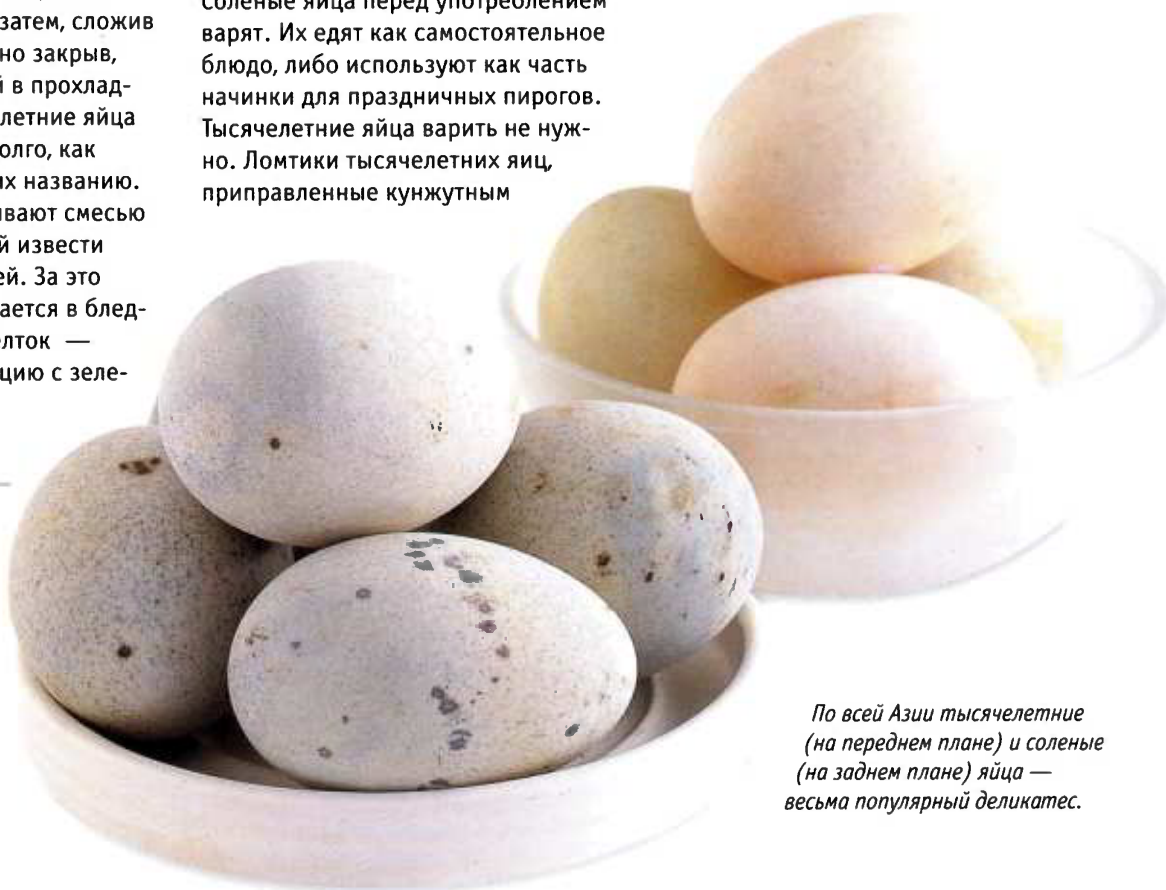 затем, сложив
но закрыв,
й в прохлад-
летние яйца
олго, как
их названию.
ивают смесью
й извести
ей. За это
ается в блед-
елток —
цию с зеле-
Соленые яйца перед употреблением
варят. Их едят как самостоятельное
блюдо, либо используют как часть
начинки для праздничных пирогов.
Тысячелетние яйца варить не нуж-
но. Ломтики тысячелетних яиц,
приправленные кунжутным
По всей Азии тысячелетние
(на переднем плане) и соленые
(на заднем плане) яйца —
весьма популярный деликатес.